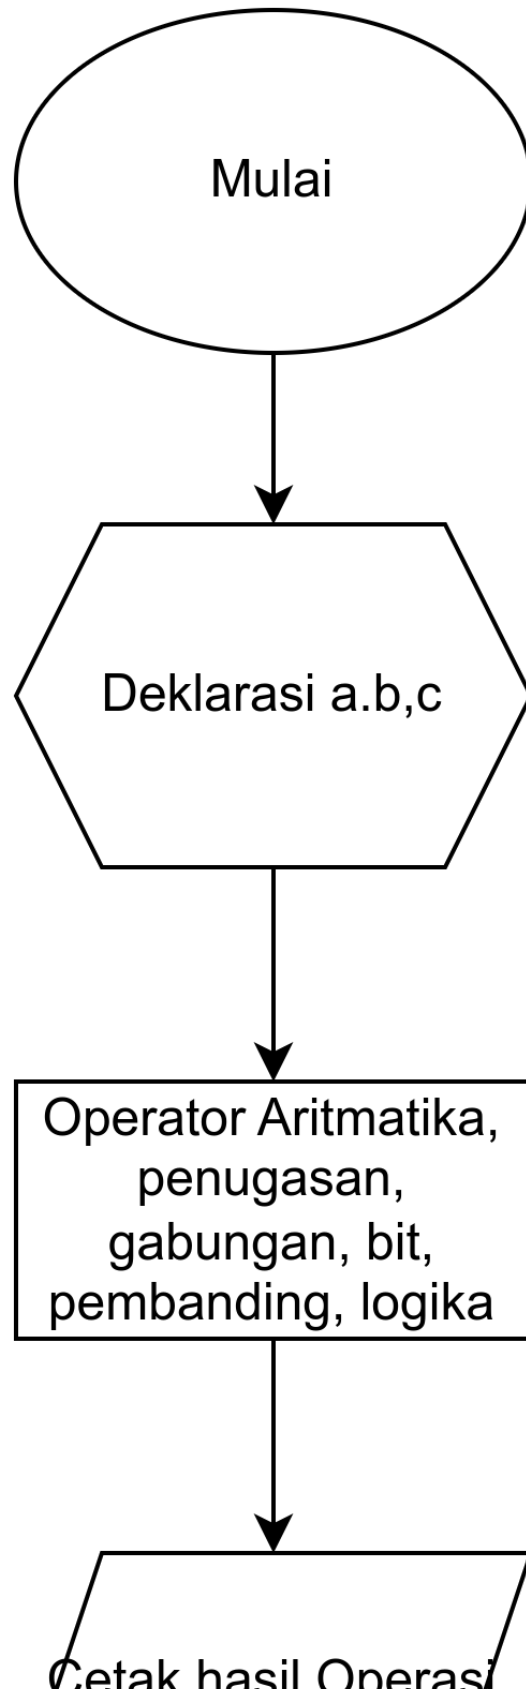 Mulai
Deklarasi a.b,c
Operator Aritmatika,
penugasan,
gabungan, bit,
pembanding, logika
Cetak hasil Operasi